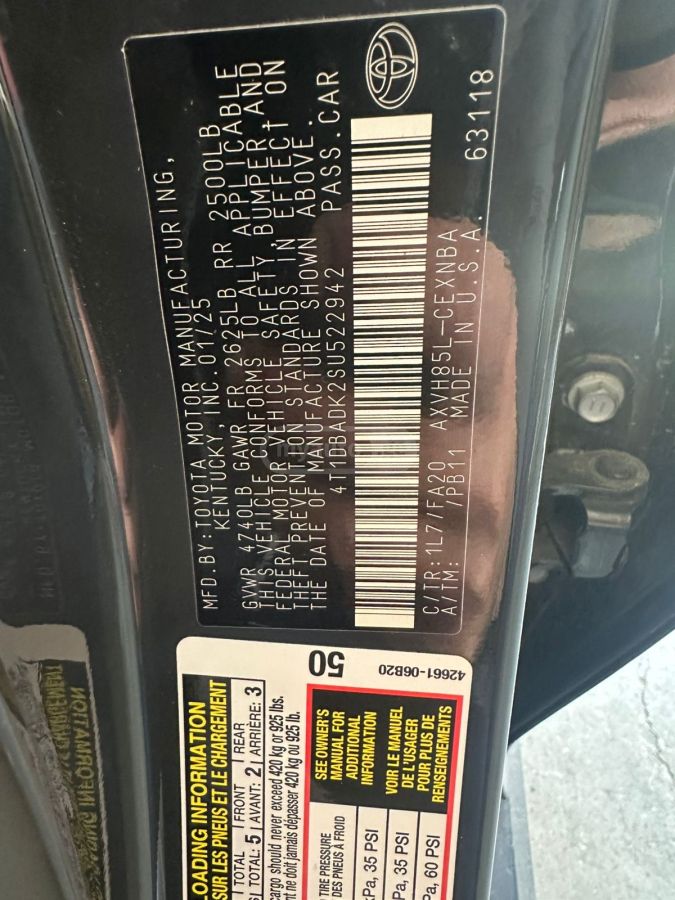 MFD. BY: TOYOTA MOTOR MANUFACTURING,
KENTUCKY INC. 01/25
GVWR 4740LB GAWR FR 2625LB RR 2500LB
THIS VEHICLE CONFORMS TO ALL APPLICABLE
FEDERAL MOTOR VEHICLE SAFETY, BUMPER, AND
THEFT PREVENTION STANDARDS IN EFFECT ON
THE DATE OF MANUFACTURE SHOWN ABOVE.
4T1DBADK2SU522942 PASS. CAR
C/TR: 1L7/FA20 AXVH85L-CEXNBA
A/TM: /PB11 MADE IN U.S.A. 63118
LOADING INFORMATION
SUR LES PNEUS ET LE CHARGEMENT
TOTAL FRONT REAR
TOTAL: 5 AVANT: 2 ARRIÈRE: 3
cargo should never exceed 420 kg or 925 lbs.
nt ne doit jamais dépasser 420 kg ou 925 lb.
50
TIRE PRESSURE
DES PNEUS À FROID
kPa, 35 PSI
kPa, 35 PSI
kPa, 60 PSI
SEE OWNER'S
MANUAL FOR
ADDITIONAL
INFORMATION
VOIR LE MANUEL
DE L'USAGER
POUR PLUS DE
RENSEIGNEMENTS
42661-06B20